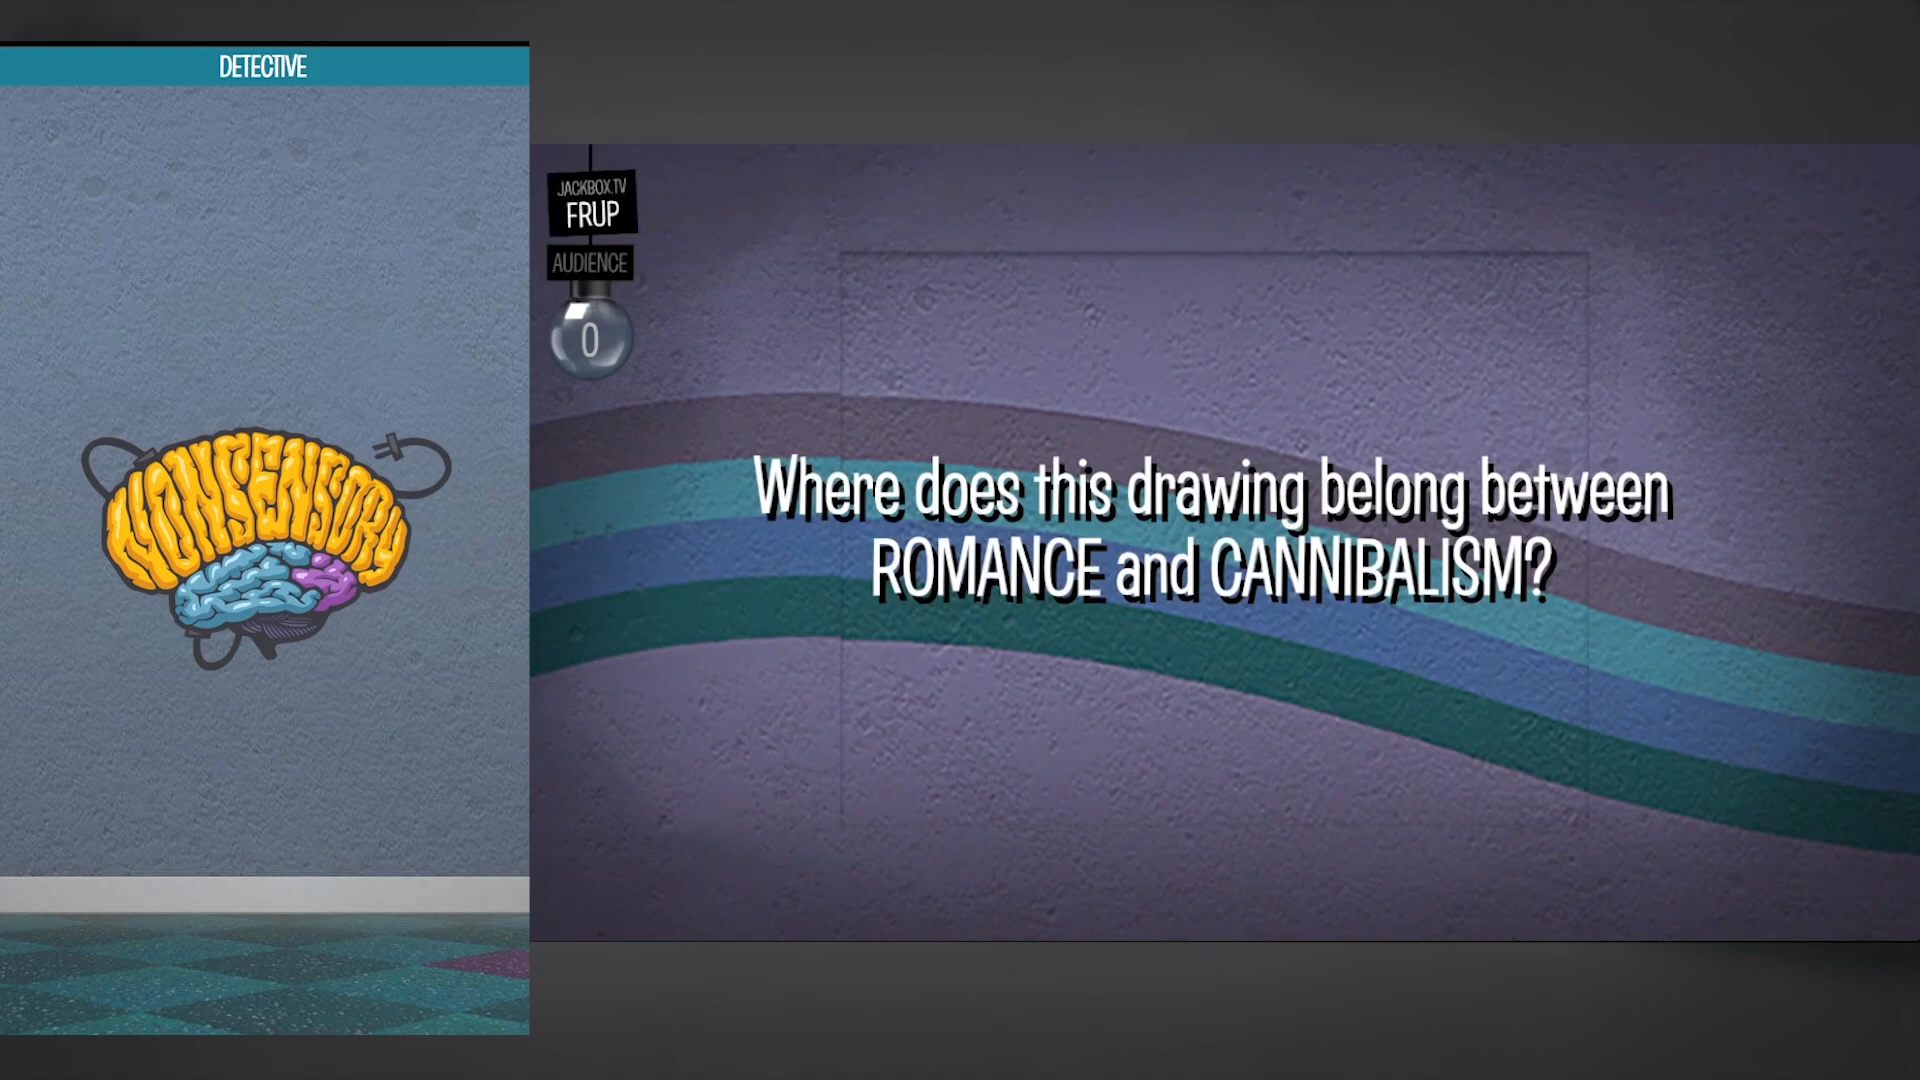 DETECTIVE
NONSENSORY
JACKBOX.TV
FRUP
AUDIENCE
0
Where does this drawing belong between
ROMANCE and CANNIBALISM?